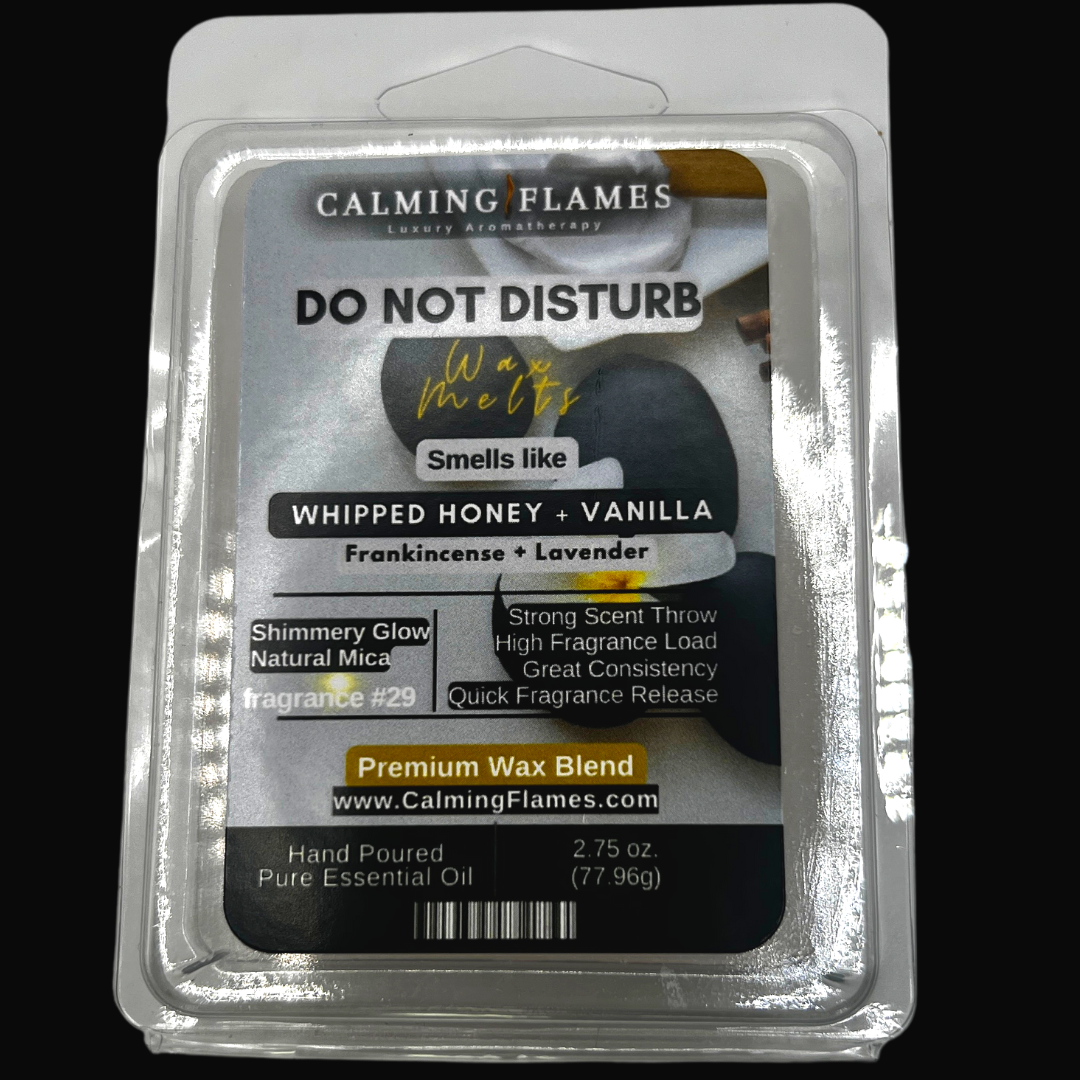 CALMING FLAMES
Luxury Aromatherapy
DO NOT DISTURB
Wax
Melts
Smells like
WHIPPED HONEY + VANILLA
Frankincense + Lavender
Shimmery Glow
Natural Mica
fragrance #29
Strong Scent Throw
High Fragrance Load
Great Consistency
Quick Fragrance Release
Premium Wax Blend
www.CalmingFlames.com
Hand Poured
Pure Essential Oil
2.75 oz.
(77.96g)